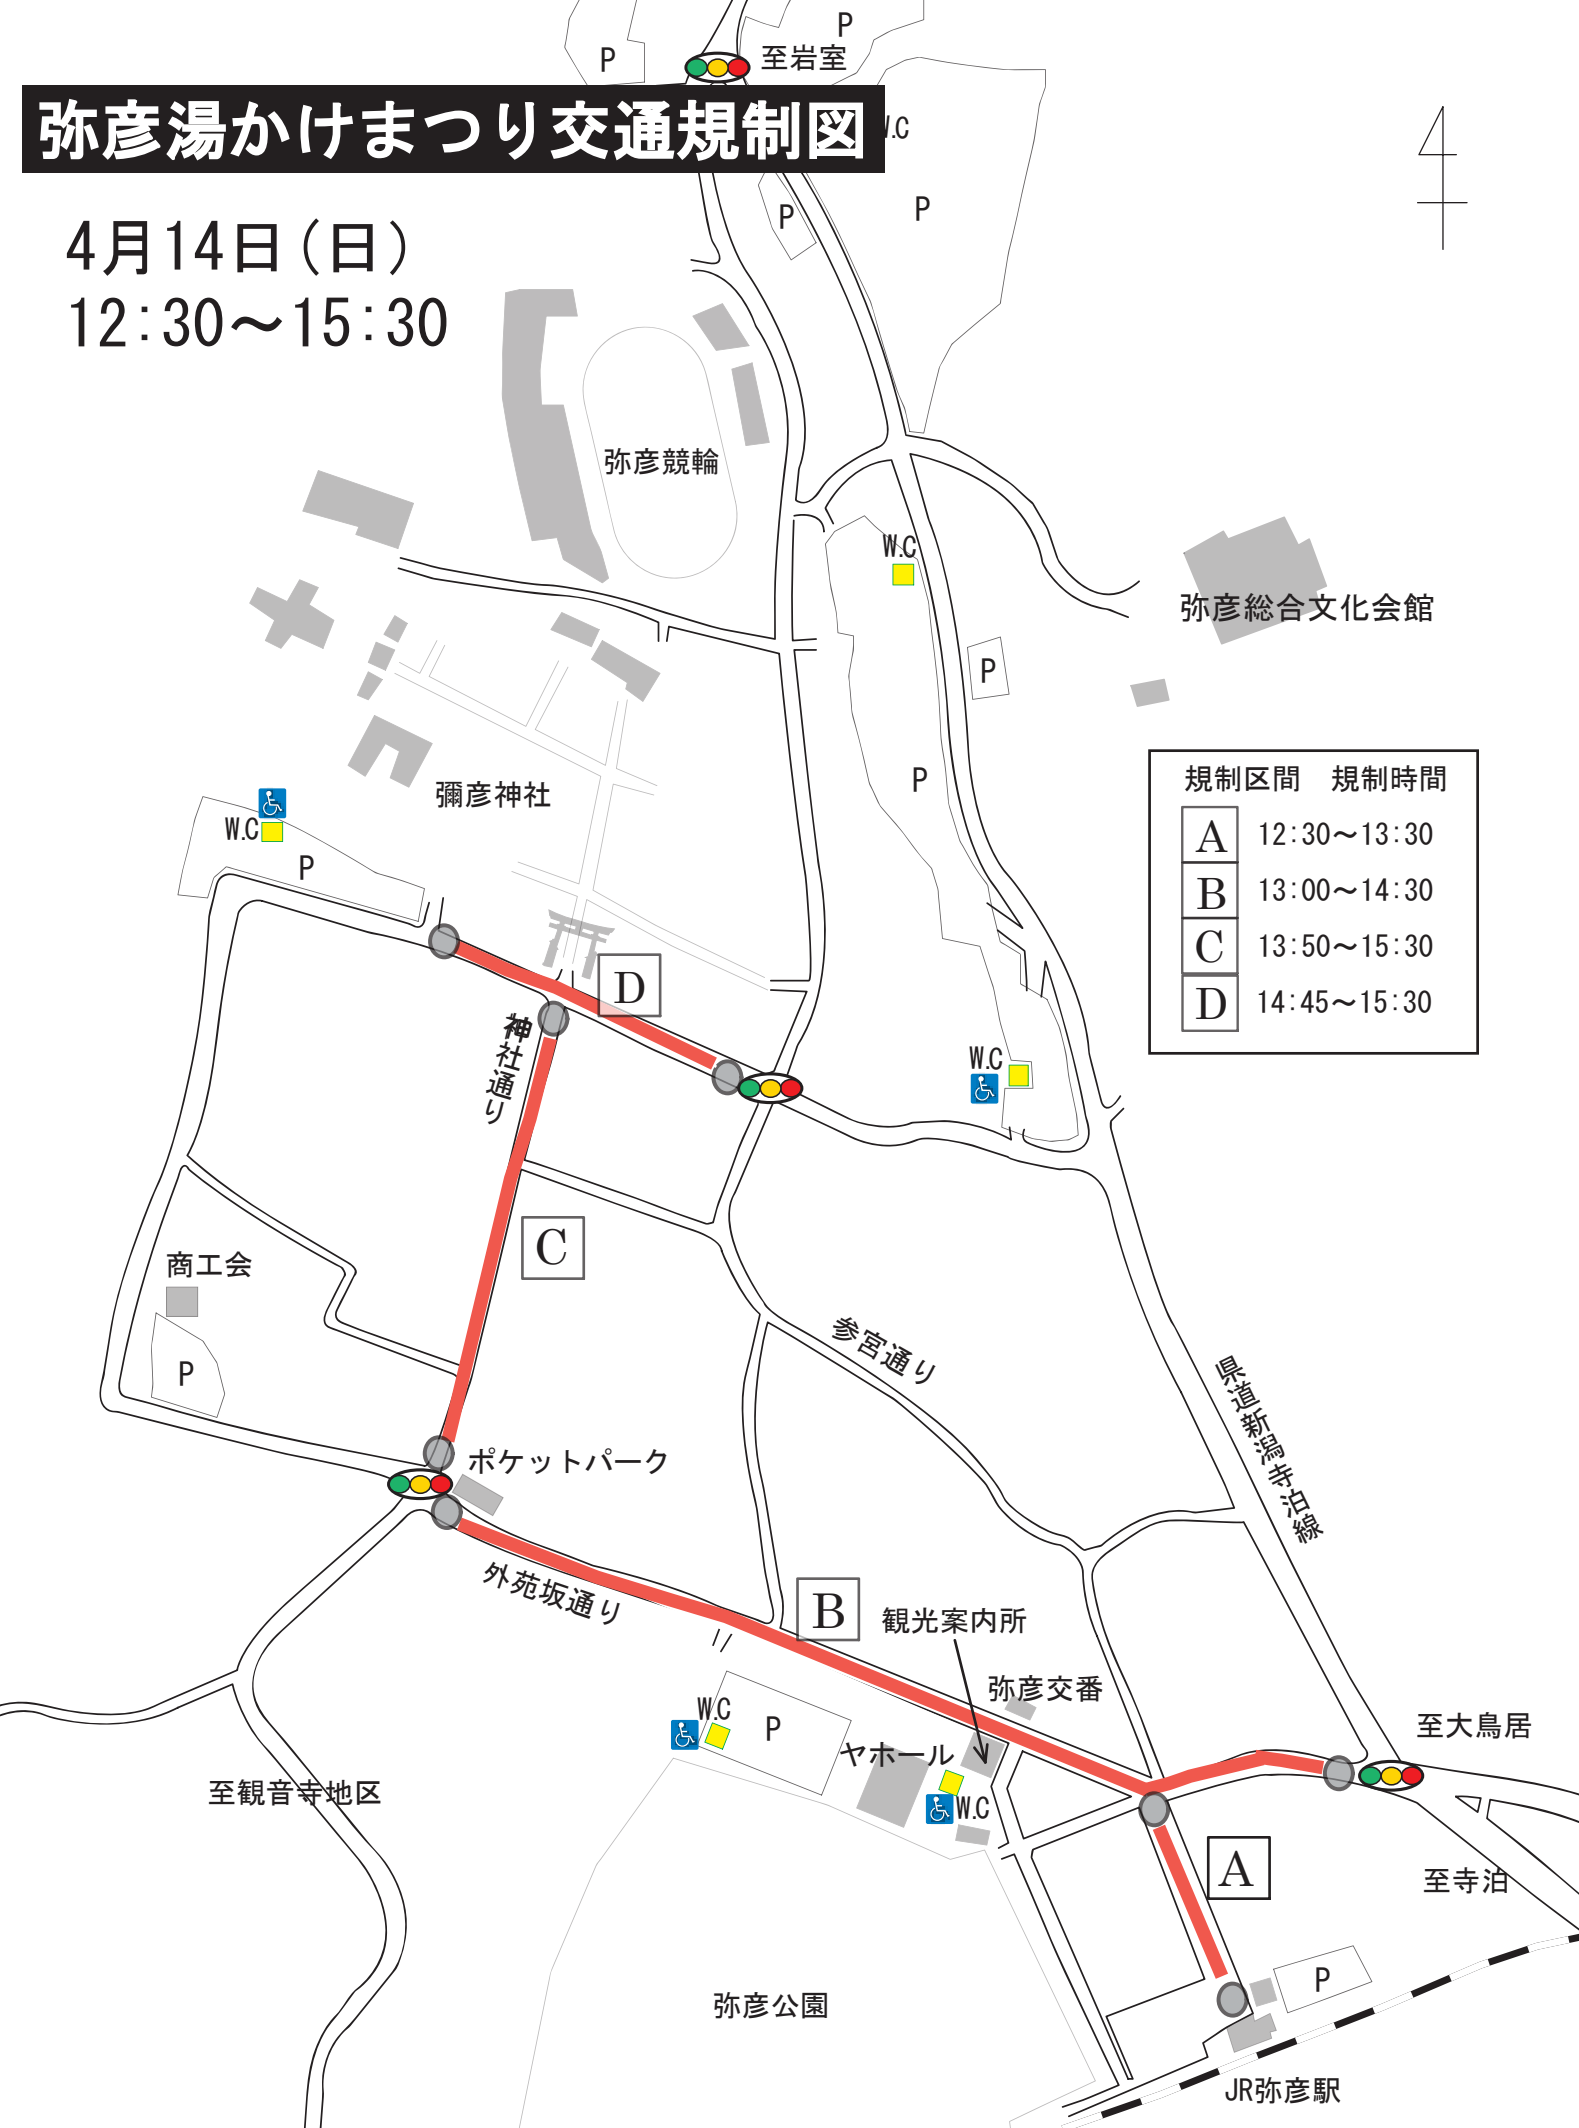 P
P
至岩室
弥彦湯かけまつり交通規制図
W.C
P
P
4月14日(日)
12:30～15:30
弥彦競輪
W.C
弥彦総合文化会館
P
P
規制区間 規制時間
A 12:30～13:30
B 13:00～14:30
C 13:50～15:30
D 14:45～15:30
彌彦神社
W.C
P
D
神社通り
W.C
C
商工会
P
参宮通り
県道新潟寺泊線
ポケットパーク
外苑坂通り
B
観光案内所
弥彦交番
W.C
P
ヤホール
W.C
至大鳥居
至観音寺地区
A
至寺泊
P
弥彦公園
JR弥彦駅